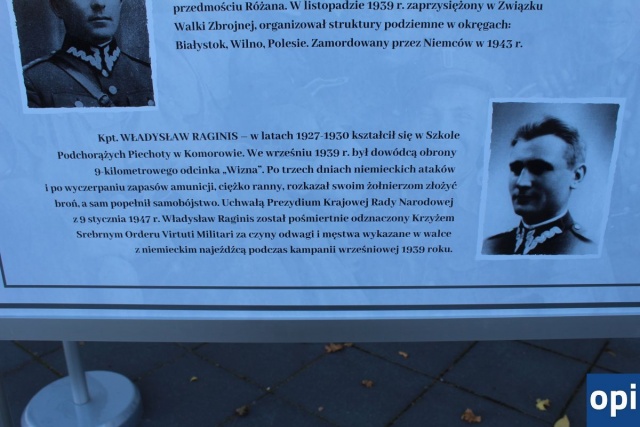 przedmościu Różana. W listopadzie 1939 r. zaprzysiężony w Związku
Walki Zbrojnej, organizował struktury podziemne w okręgach:
Białystok, Wilno, Polesie. Zamordowany przez Niemców w 1943 r.
Kpt. WŁADYSŁAW RAGINIS – w latach 1927-1930 kształcił się w Szkole
Podchorążych Piechoty w Komorowie. We wrześniu 1939 r. był dowódcą obrony
9-kilometrowego odcinka „Wizna”. Po trzech dniach niemieckich ataków
i po wyczerpaniu zapasów amunicji, ciężko ranny, rozkazał swoim żołnierzom złożyć
broń, a sam popełnił samobójstwo. Uchwałą Prezydium Krajowej Rady Narodowej
z 9 stycznia 1947 r. Władysław Raginis został pośmiertnie odznaczony Krzyżem
Srebrnym Orderu Virtuti Militari za czyny odwagi i męstwa wykazane w walce
z niemieckim najeźdźcą podczas kampanii wrześniowej 1939 roku.
opi